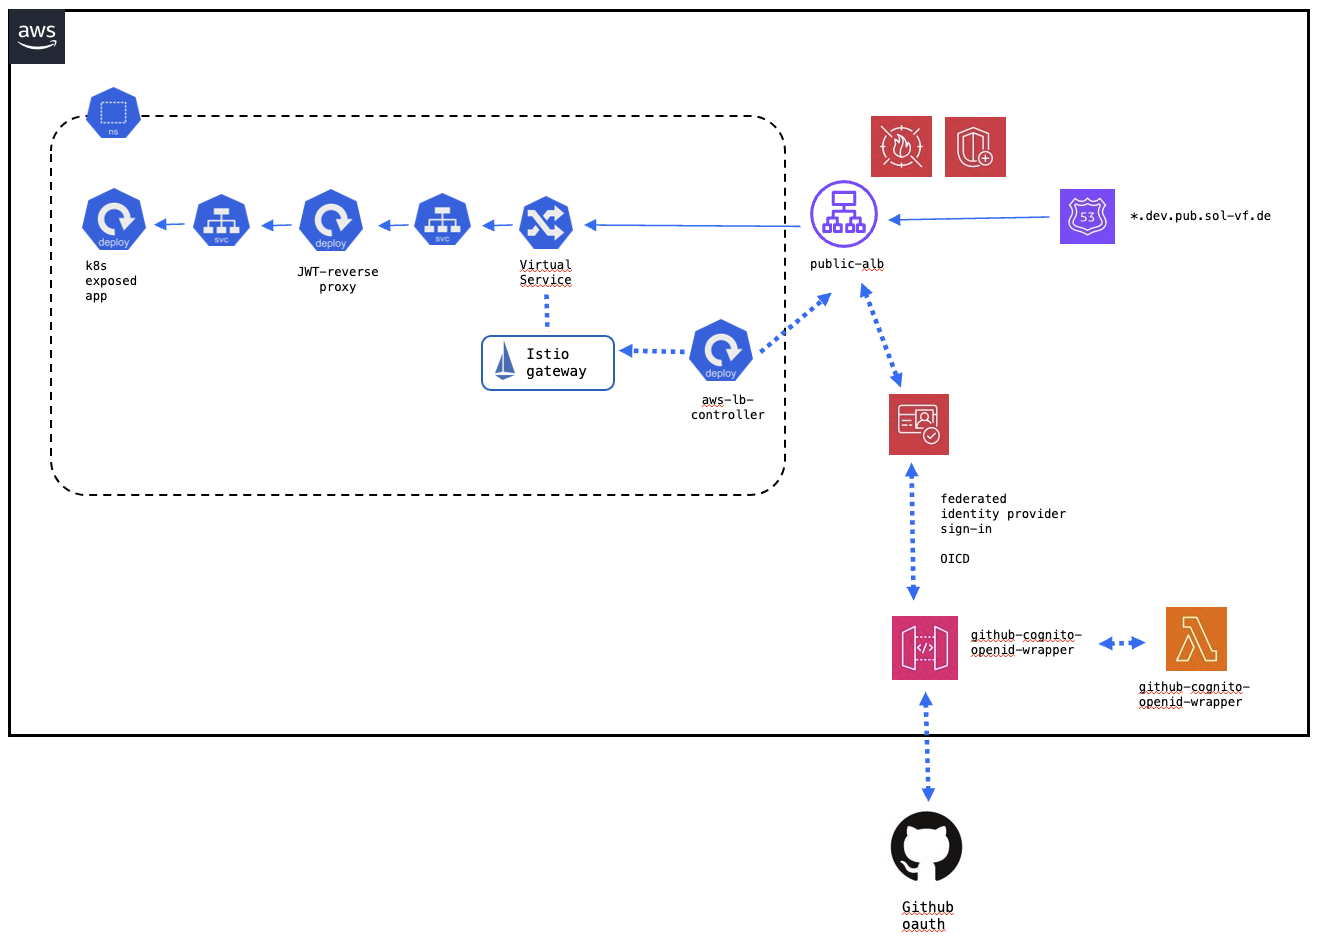 aws
ns
deploy
svc
deploy
svc
53
*.dev.pub.sol-vf.de
k8s
exposed
app
JWT-reverse
proxy
Virtual
Service
public-alb
Istio
gateway
deploy
aws-lb-
controller
federated
identity provider
sign-in
OICD
</>
github-cognito-
openid-wrapper
github-cognito-
openid-wrapper
Github
oauth